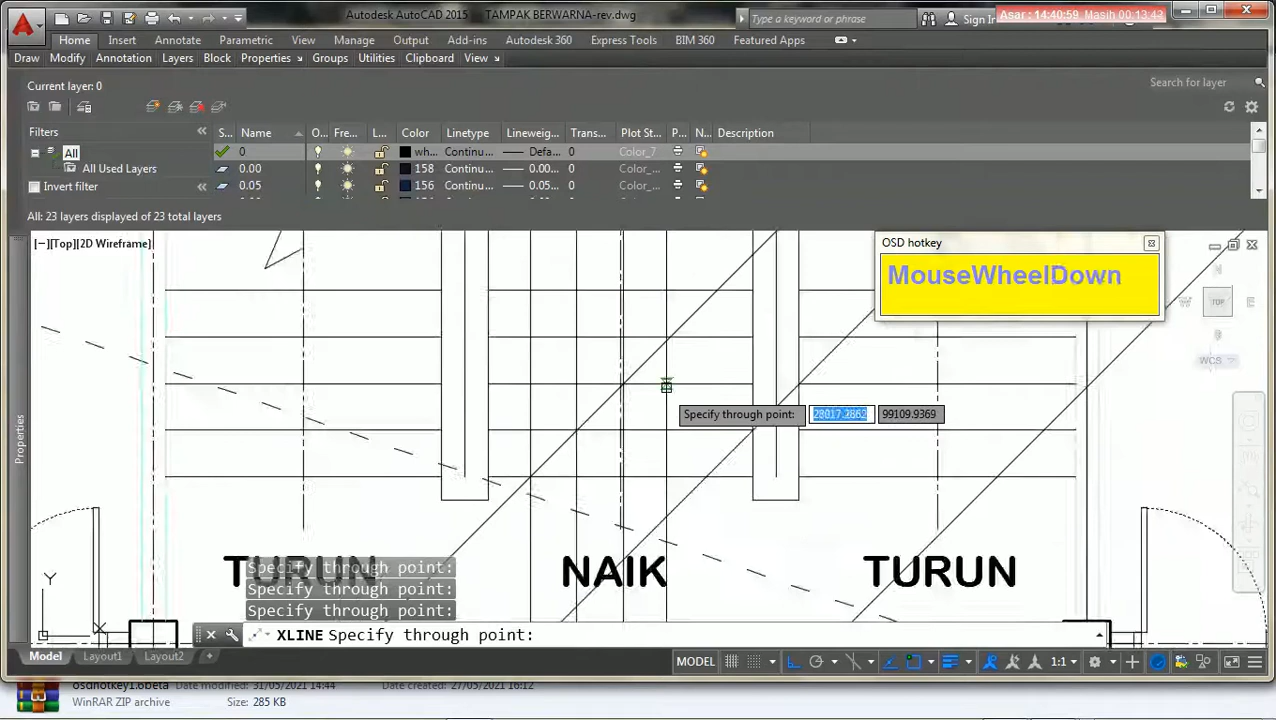 Autodesk AutoCAD 2015 TAMPAK BERWARNA-rev.dwg
Type a keyword or phrase
Sign In
Asar : 14:40:59 Masih 00:13:43
Home Insert Annotate Parametric View Manage Output Add-ins Autodesk 360 Express Tools BIM 360 Featured Apps
Draw Modify Annotation Layers Block Properties Groups Utilities Clipboard View
Current layer: 0
Search for layer
Filters
S... Name O... Fre... L... Color Linetype Lineweig... Trans... Plot St... P... N... Description
All
0 wh... Continu... Defa... 0 Color_7
All Used Layers
0.00 158 Continu... 0.00... 0 Color_...
Invert filter
0.05 156 Continu... 0.05... 0 Color_...
All: 23 layers displayed of 23 total layers
[−][Top][2D Wireframe]
OSD hotkey
MouseWheelDown
TOP
WCS
Specify through point: 28017.2862 99109.9369
Properties
TURUN NAIK TURUN
Specify through point:
Specify through point:
Specify through point:
Y
X
XLINE Specify through point:
Model Layout1 Layout2 +
MODEL 1:1
osdhotkey1.obeta Date modified: 31/05/2021 14:44 Date created: 27/05/2021 16:12
WinRAR ZIP archive Size: 285 KB